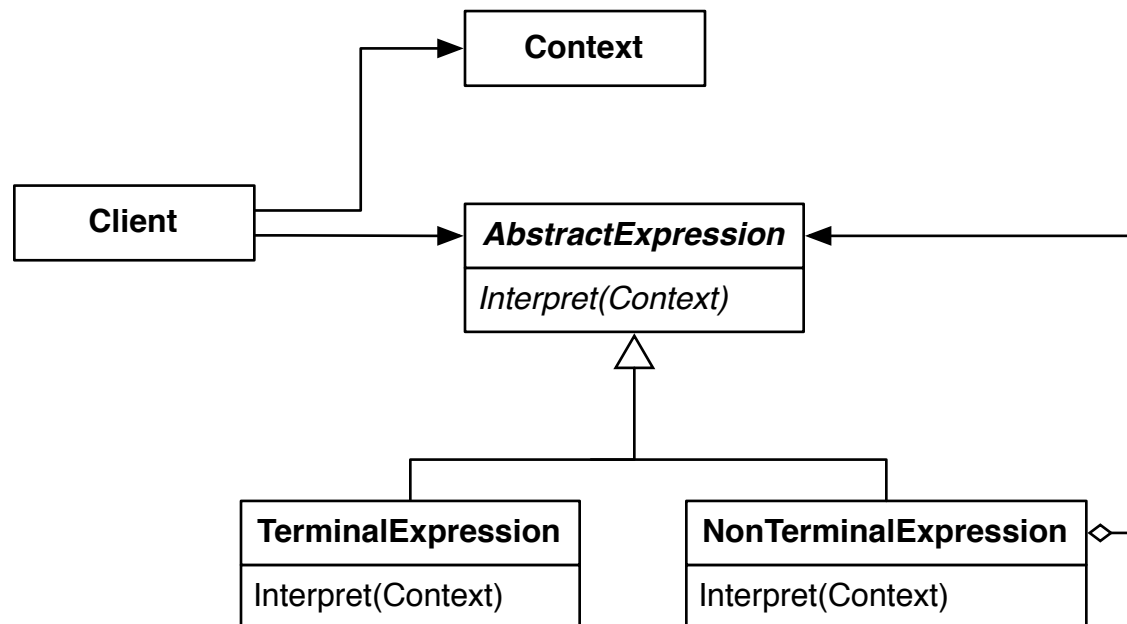 Context
Client
AbstractExpression
Interpret(Context)
TerminalExpression
Interpret(Context)
NonTerminalExpression
Interpret(Context)